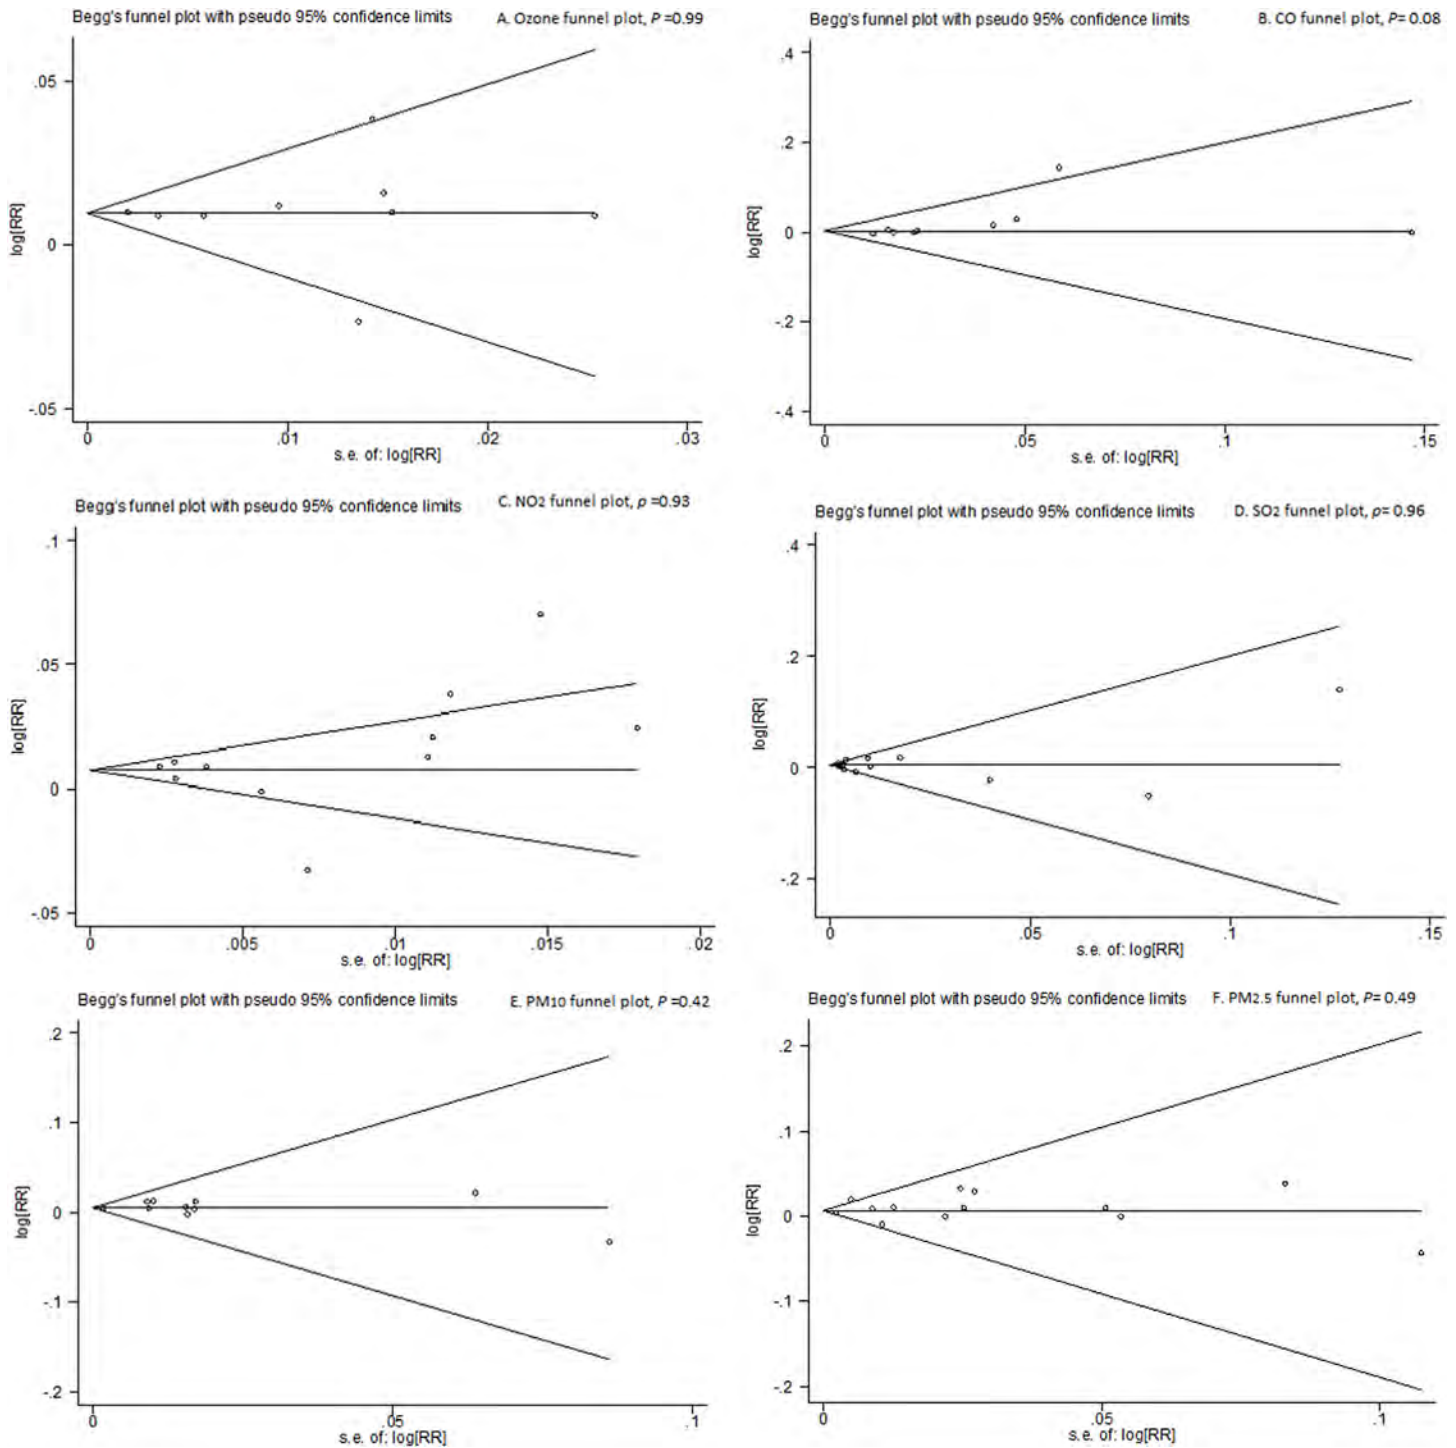 Begg's funnel plot with pseudo 95% confidence limits
A. Ozone funnel plot, P =0.99
log[RR]
.05
0
-.05
0
.01
.02
.03
s.e. of: log[RR]
Begg's funnel plot with pseudo 95% confidence limits
B. CO funnel plot, P= 0.08
log[RR]
.4
.2
0
-.2
-.4
0
.05
.1
.15
s.e. of: log[RR]
Begg's funnel plot with pseudo 95% confidence limits
C. NO2 funnel plot, p =0.93
log[RR]
.1
.05
0
-.05
0
.005
.01
.015
.02
s.e. of: log[RR]
Begg's funnel plot with pseudo 95% confidence limits
D. SO2 funnel plot, p= 0.96
log[RR]
.4
.2
0
-.2
0
.05
.1
.15
s.e. of: log[RR]
Begg's funnel plot with pseudo 95% confidence limits
E. PM10 funnel plot, P =0.42
log[RR]
.2
.1
0
-.1
-.2
0
.05
.1
s.e. of: log[RR]
Begg's funnel plot with pseudo 95% confidence limits
F. PM2.5 funnel plot, P= 0.49
log[RR]
.2
.1
0
-.1
-.2
0
.05
.1
s.e. of: log[RR]